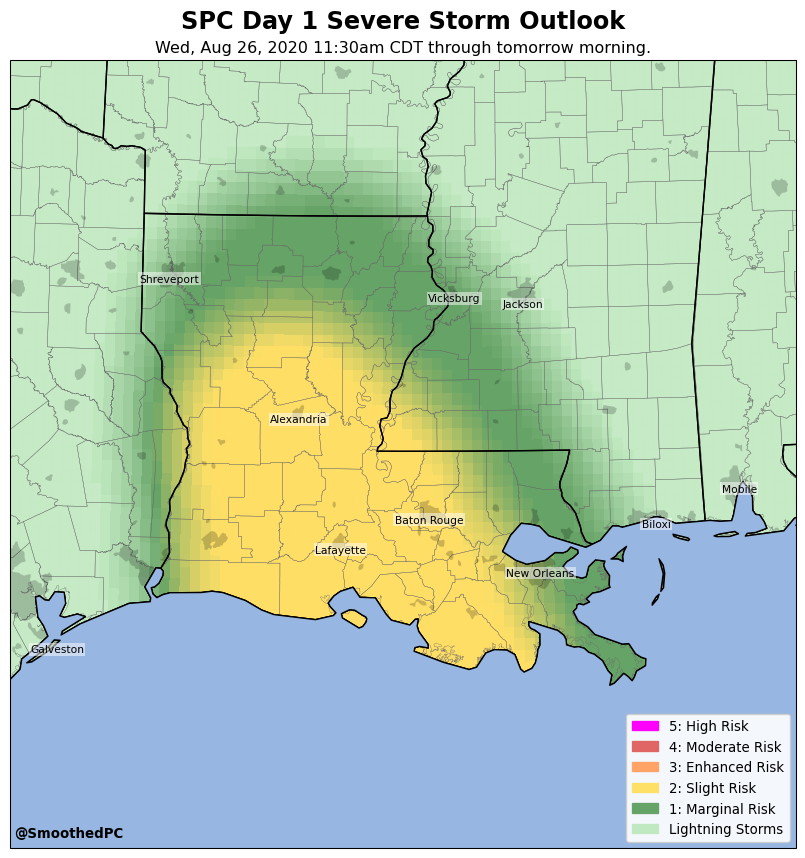 SPC Day 1 Severe Storm Outlook
Wed, Aug 26, 2020 11:30am CDT through tomorrow morning.
Shreveport
Vicksburg
Jackson
Alexandria
Mobile
Baton Rouge
Biloxi
Lafayette
New Orleans
Galveston
5: High Risk
4: Moderate Risk
3: Enhanced Risk
2: Slight Risk
1: Marginal Risk
Lightning Storms
@SmoothedPC